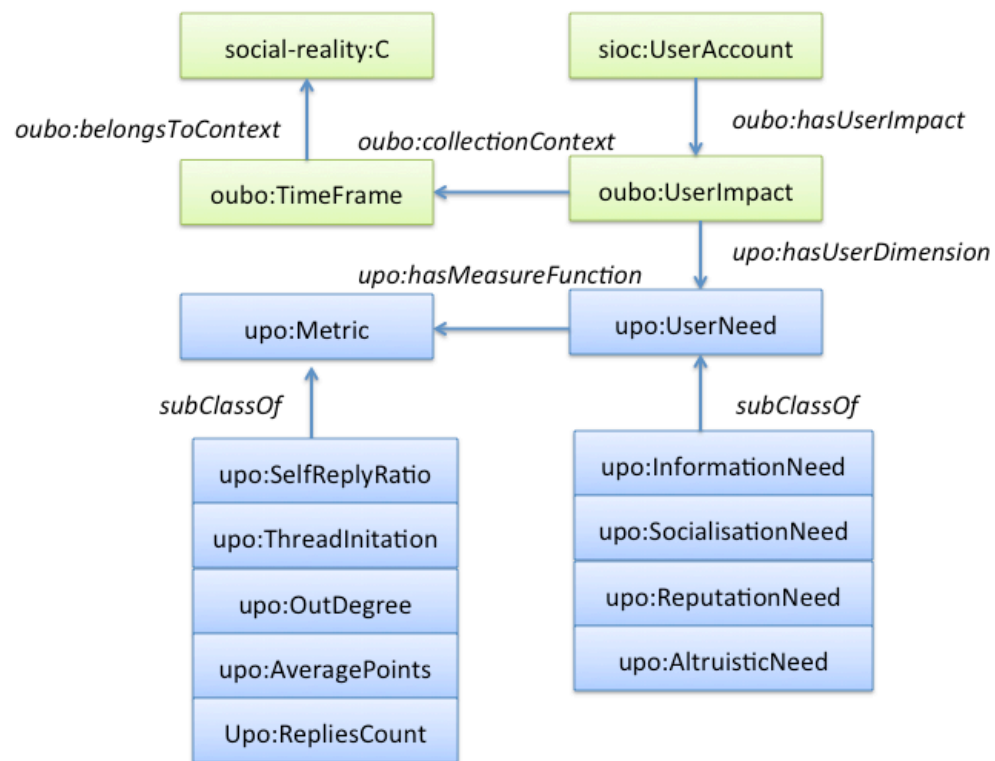 social-reality:C
sioc:UserAccount
oubo:belongsToContext
oubo:collectionContext
oubo:hasUserImpact
oubo:TimeFrame
oubo:UserImpact
upo:hasMeasureFunction
upo:hasUserDimension
upo:Metric
upo:UserNeed
subClassOf
subClassOf
upo:SelfReplyRatio
upo:ThreadInitation
upo:OutDegree
upo:AveragePoints
Upo:RepliesCount
upo:InformationNeed
upo:SocialisationNeed
upo:ReputationNeed
upo:AltruisticNeed